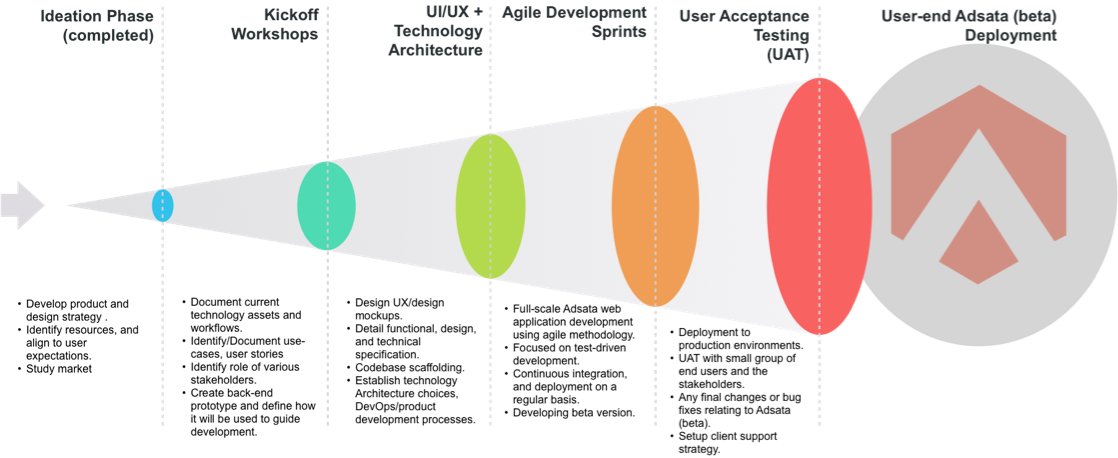 Ideation Phase
(completed)
Kickoff
Workshops
UI/UX +
Technology
Architecture
Agile Development
Sprints
User Acceptance
Testing
(UAT)
User-end Adsata (beta)
Deployment
• Develop product and
design strategy .
• Identify resources, and
align to user
expectations.
• Study market
• Document current
technology assets and
workflows.
• Identify/Document use-
cases, user stories
• Identify role of various
stakeholders.
• Create back-end
prototype and define how
it will be used to guide
development.
• Design UX/design
mockups.
• Detail functional, design,
and technical
specification.
• Codebase scaffolding.
• Establish technology
Architecture choices,
DevOps/product
development processes.
• Full-scale Adsata web
application development
using agile methodology.
• Focused on test-driven
development.
• Continuous integration,
and deployment on a
regular basis.
• Developing beta version.
• Deployment to
production environments.
• UAT with small group of
end users and the
stakeholders.
• Any final changes or bug
fixes relating to Adsata
(beta).
• Setup client support
strategy.